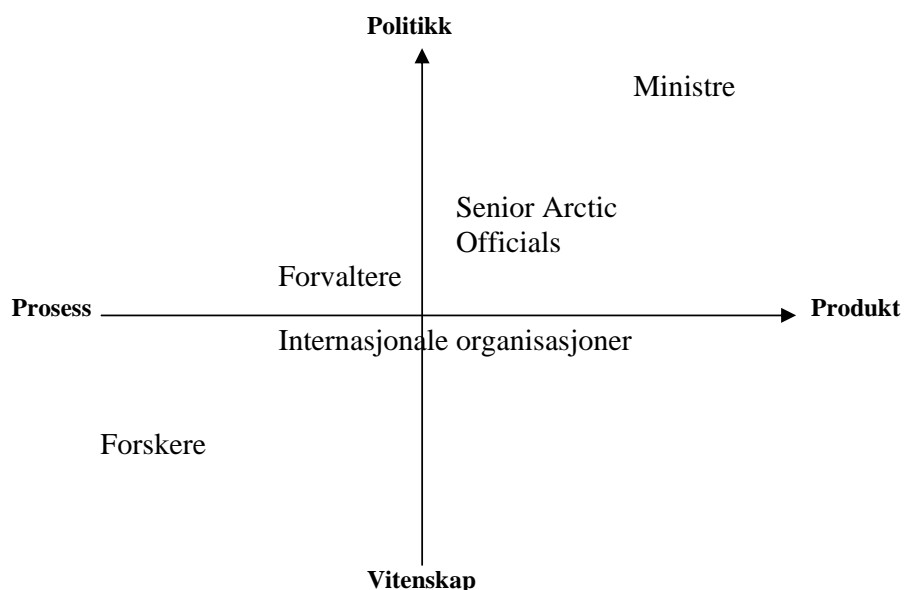 Politikk
Ministre
Senior Arctic
Officials
Forvaltere
Prosess
Produkt
Internasjonale organisasjoner
Forskere
Vitenskap